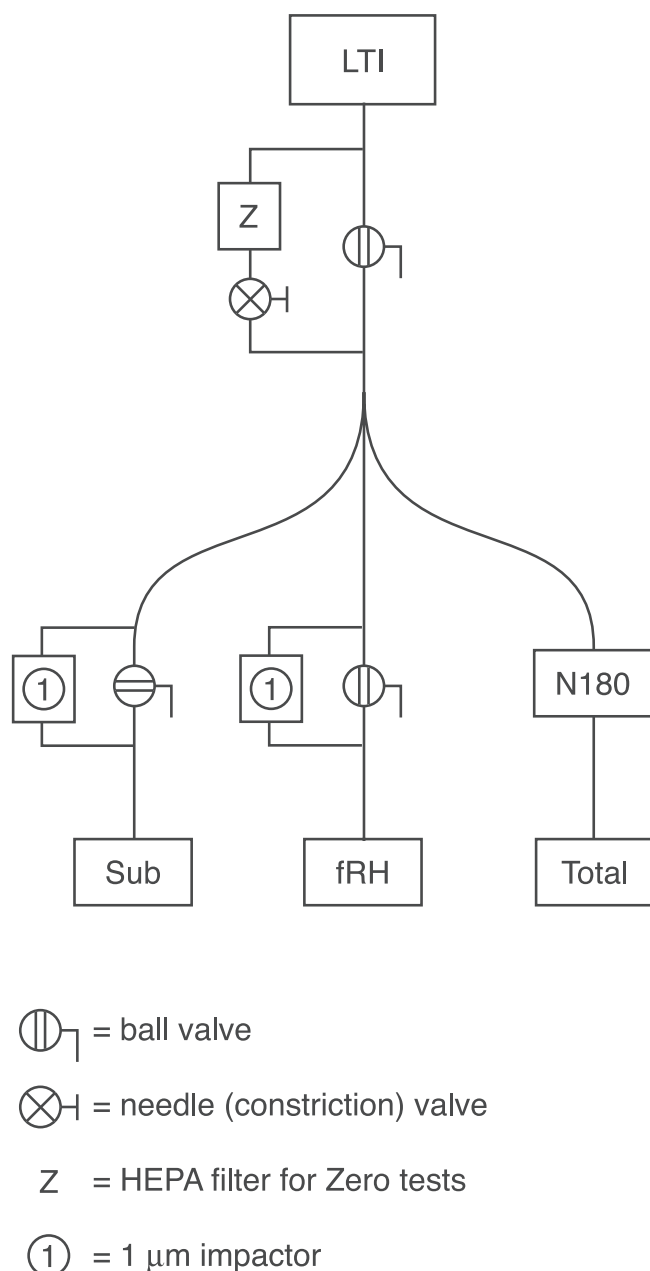 LTI
Z
1
1
N180
Sub
fRH
Total
= ball valve
= needle (constriction) valve
Z = HEPA filter for Zero tests
1 = 1 μm impactor